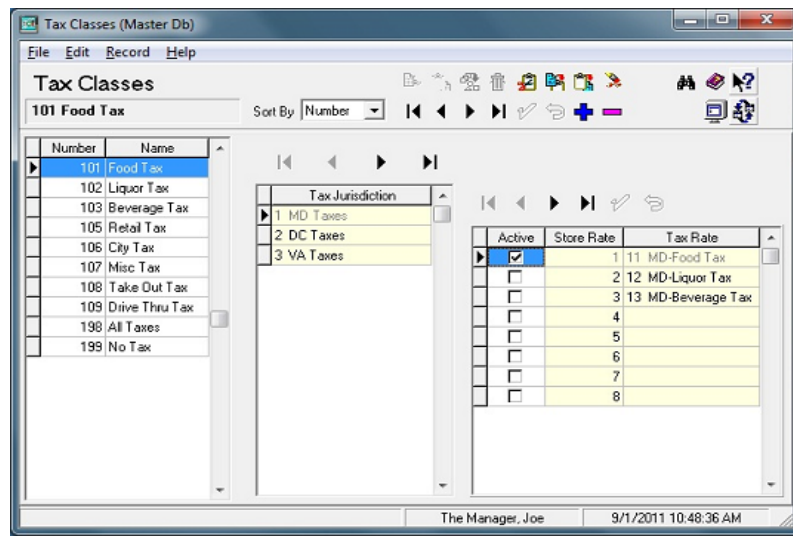 Tax Classes (Master Db)
File Edit Record Help
Tax Classes
101 Food Tax
Sort By Number
Number Name
101 Food Tax
102 Liquor Tax
103 Beverage Tax
105 Retail Tax
106 City Tax
107 Misc Tax
108 Take Out Tax
109 Drive Thru Tax
198 All Taxes
199 No Tax
Tax Jurisdiction
1 MD Taxes
2 DC Taxes
3 VA Taxes
Active Store Rate Tax Rate
1 11 MD-Food Tax
2 12 MD-Liquor Tax
3 13 MD-Beverage Tax
4
5
6
7
8
The Manager, Joe 9/1/2011 10:48:36 AM